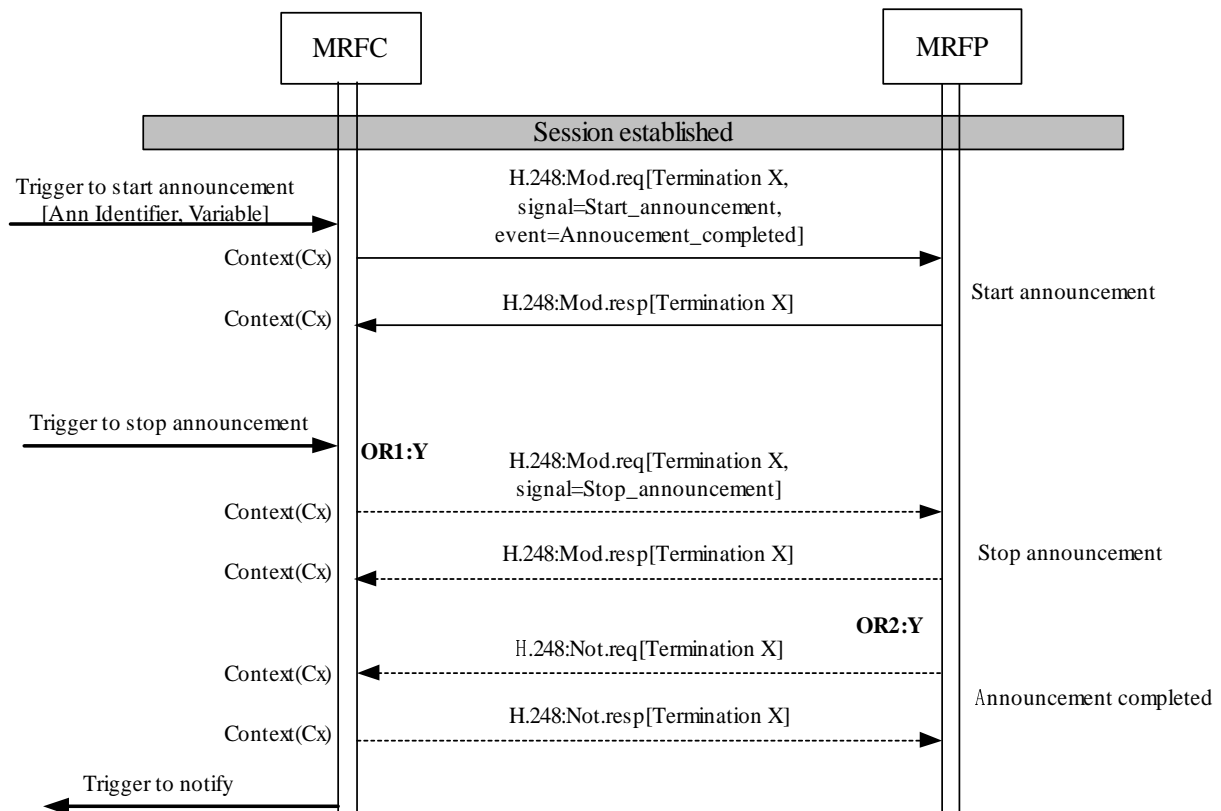 MRFC
MRFP
Session established
Trigger to start announcement
[Ann Identifier, Variable]
H.248:Mod.req[Termination X,
signal=Start_announcement,
event=Annoucement_completed]
Context(Cx)
Start announcement
H.248:Mod.resp[Termination X]
Context(Cx)
Trigger to stop announcement
OR1:Y
H.248:Mod.req[Termination X,
signal=Stop_announcement]
Context(Cx)
Stop announcement
H.248:Mod.resp[Termination X]
Context(Cx)
OR2:Y
H.248:Not.req[Termination X]
Context(Cx)
Announcement completed
H.248:Not.resp[Termination X]
Context(Cx)
Trigger to notify